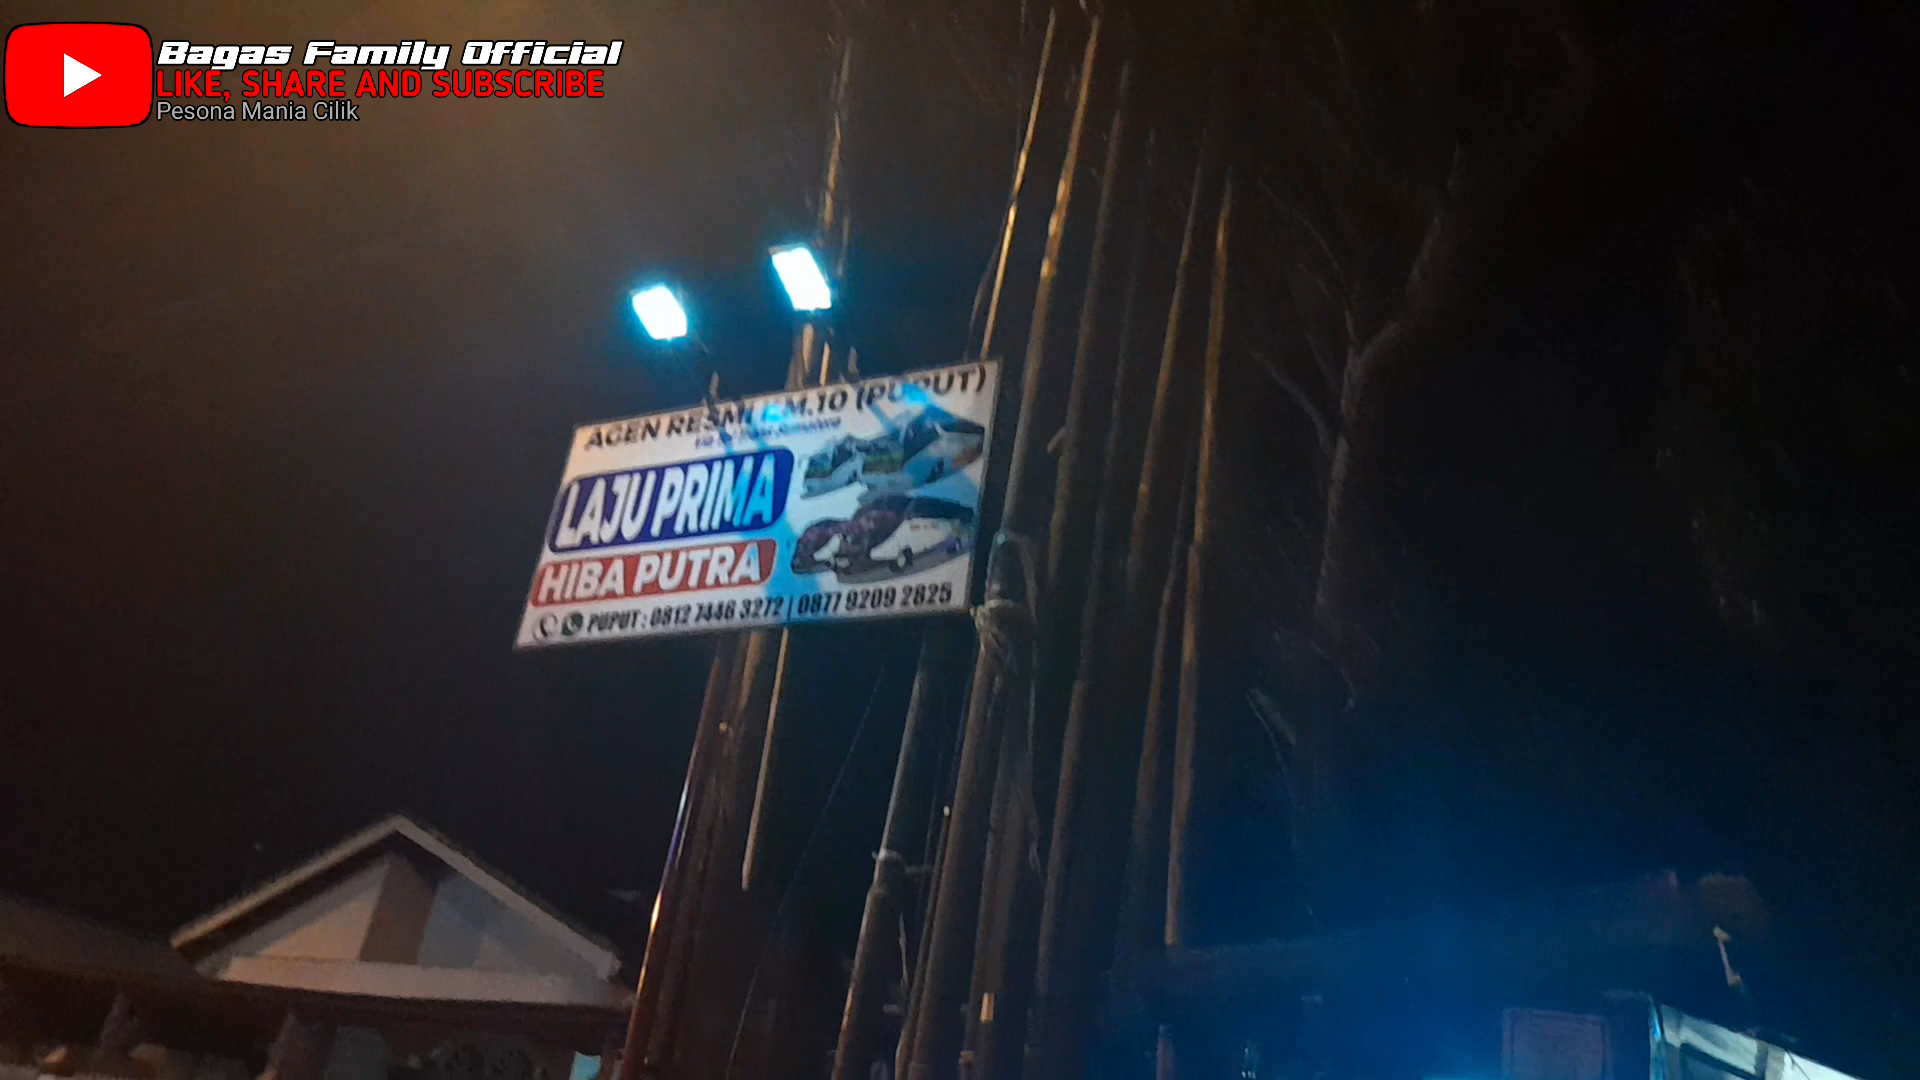 Bagas Family Official
LIKE, SHARE AND SUBSCRIBE
Pesona Mania Cilik
AGEN RESMI KM.10 (PUPUT)
LAJU PRIMA
HIBA PUTRA
PUPUT : 0812 7446 3272 | 0877 9209 2825